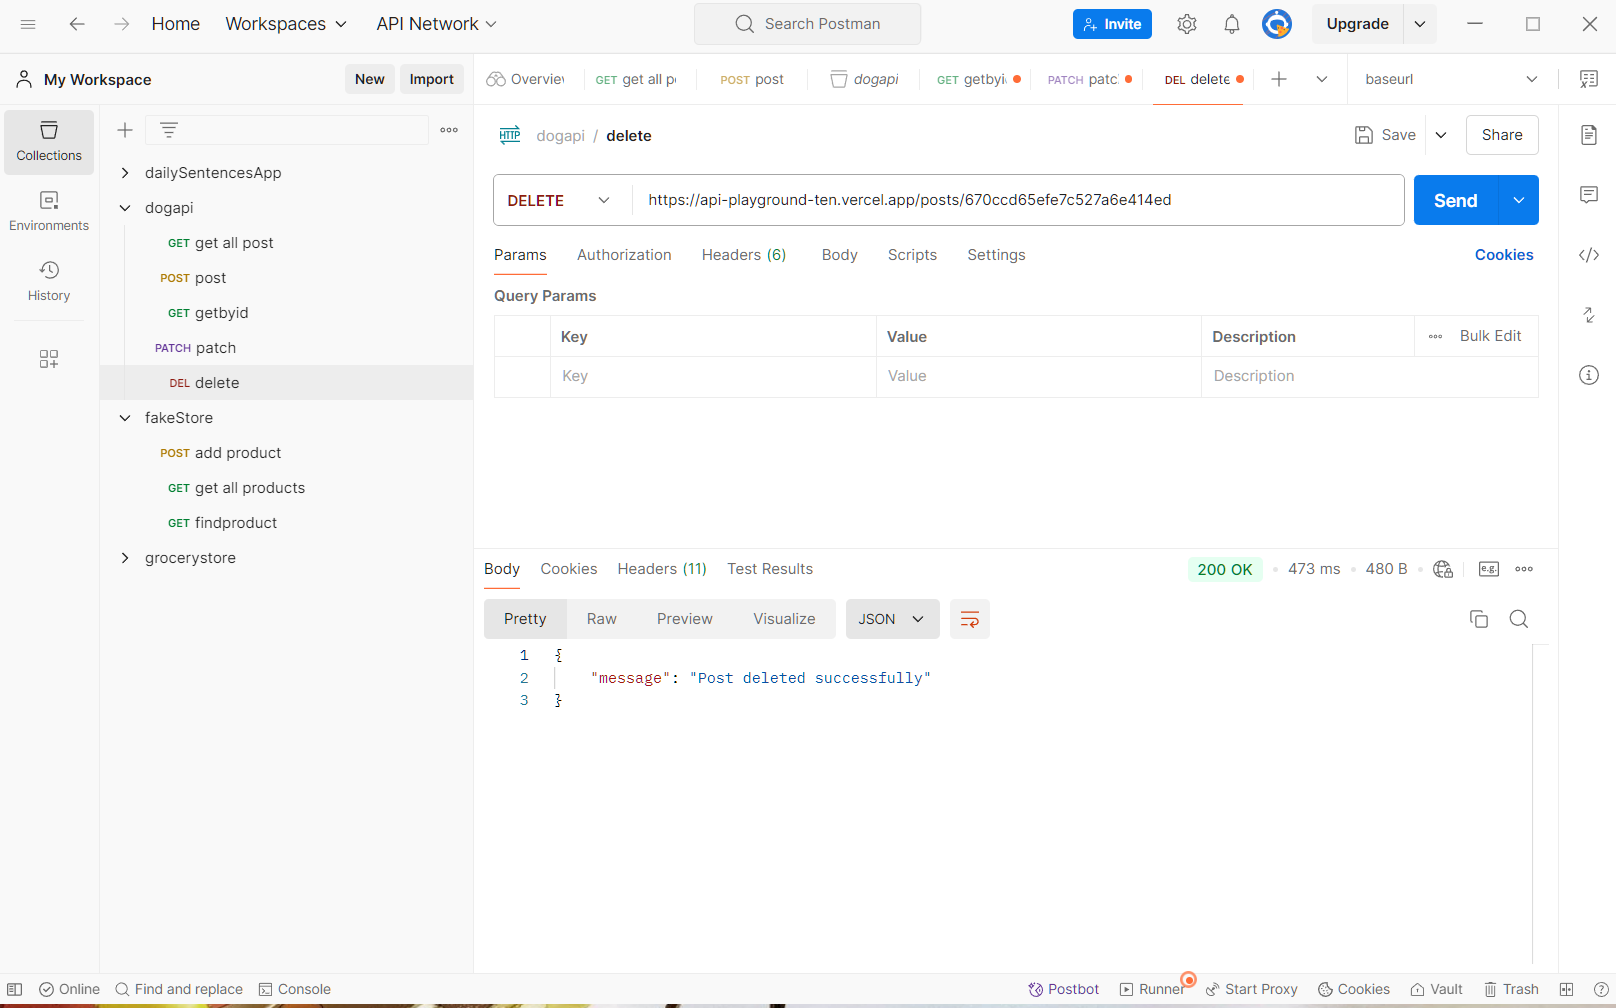 Home Workspaces API Network Search Postman Invite Upgrade
My Workspace New Import Overview GET get all po POST post dogapi GET getbyi PATCH patc DEL delete baseurl
Collections
Environments
History
dailySentencesApp
dogapi
GET get all post
POST post
GET getbyid
PATCH patch
DEL delete
fakeStore
POST add product
GET get all products
GET findproduct
grocerystore
HTTP dogapi / delete Save Share
DELETE https://api-playground-ten.vercel.app/posts/670ccd65efe7c527a6e414ed Send
Params Authorization Headers (6) Body Scripts Settings Cookies
Query Params
Key Value Description Bulk Edit
Key Value Description
Body Cookies Headers (11) Test Results 200 OK 473 ms 480 B e.g.
Pretty Raw Preview Visualize JSON
1 {
2 "message": "Post deleted successfully"
3 }
Online Find and replace Console Postbot Runner Start Proxy Cookies Vault Trash